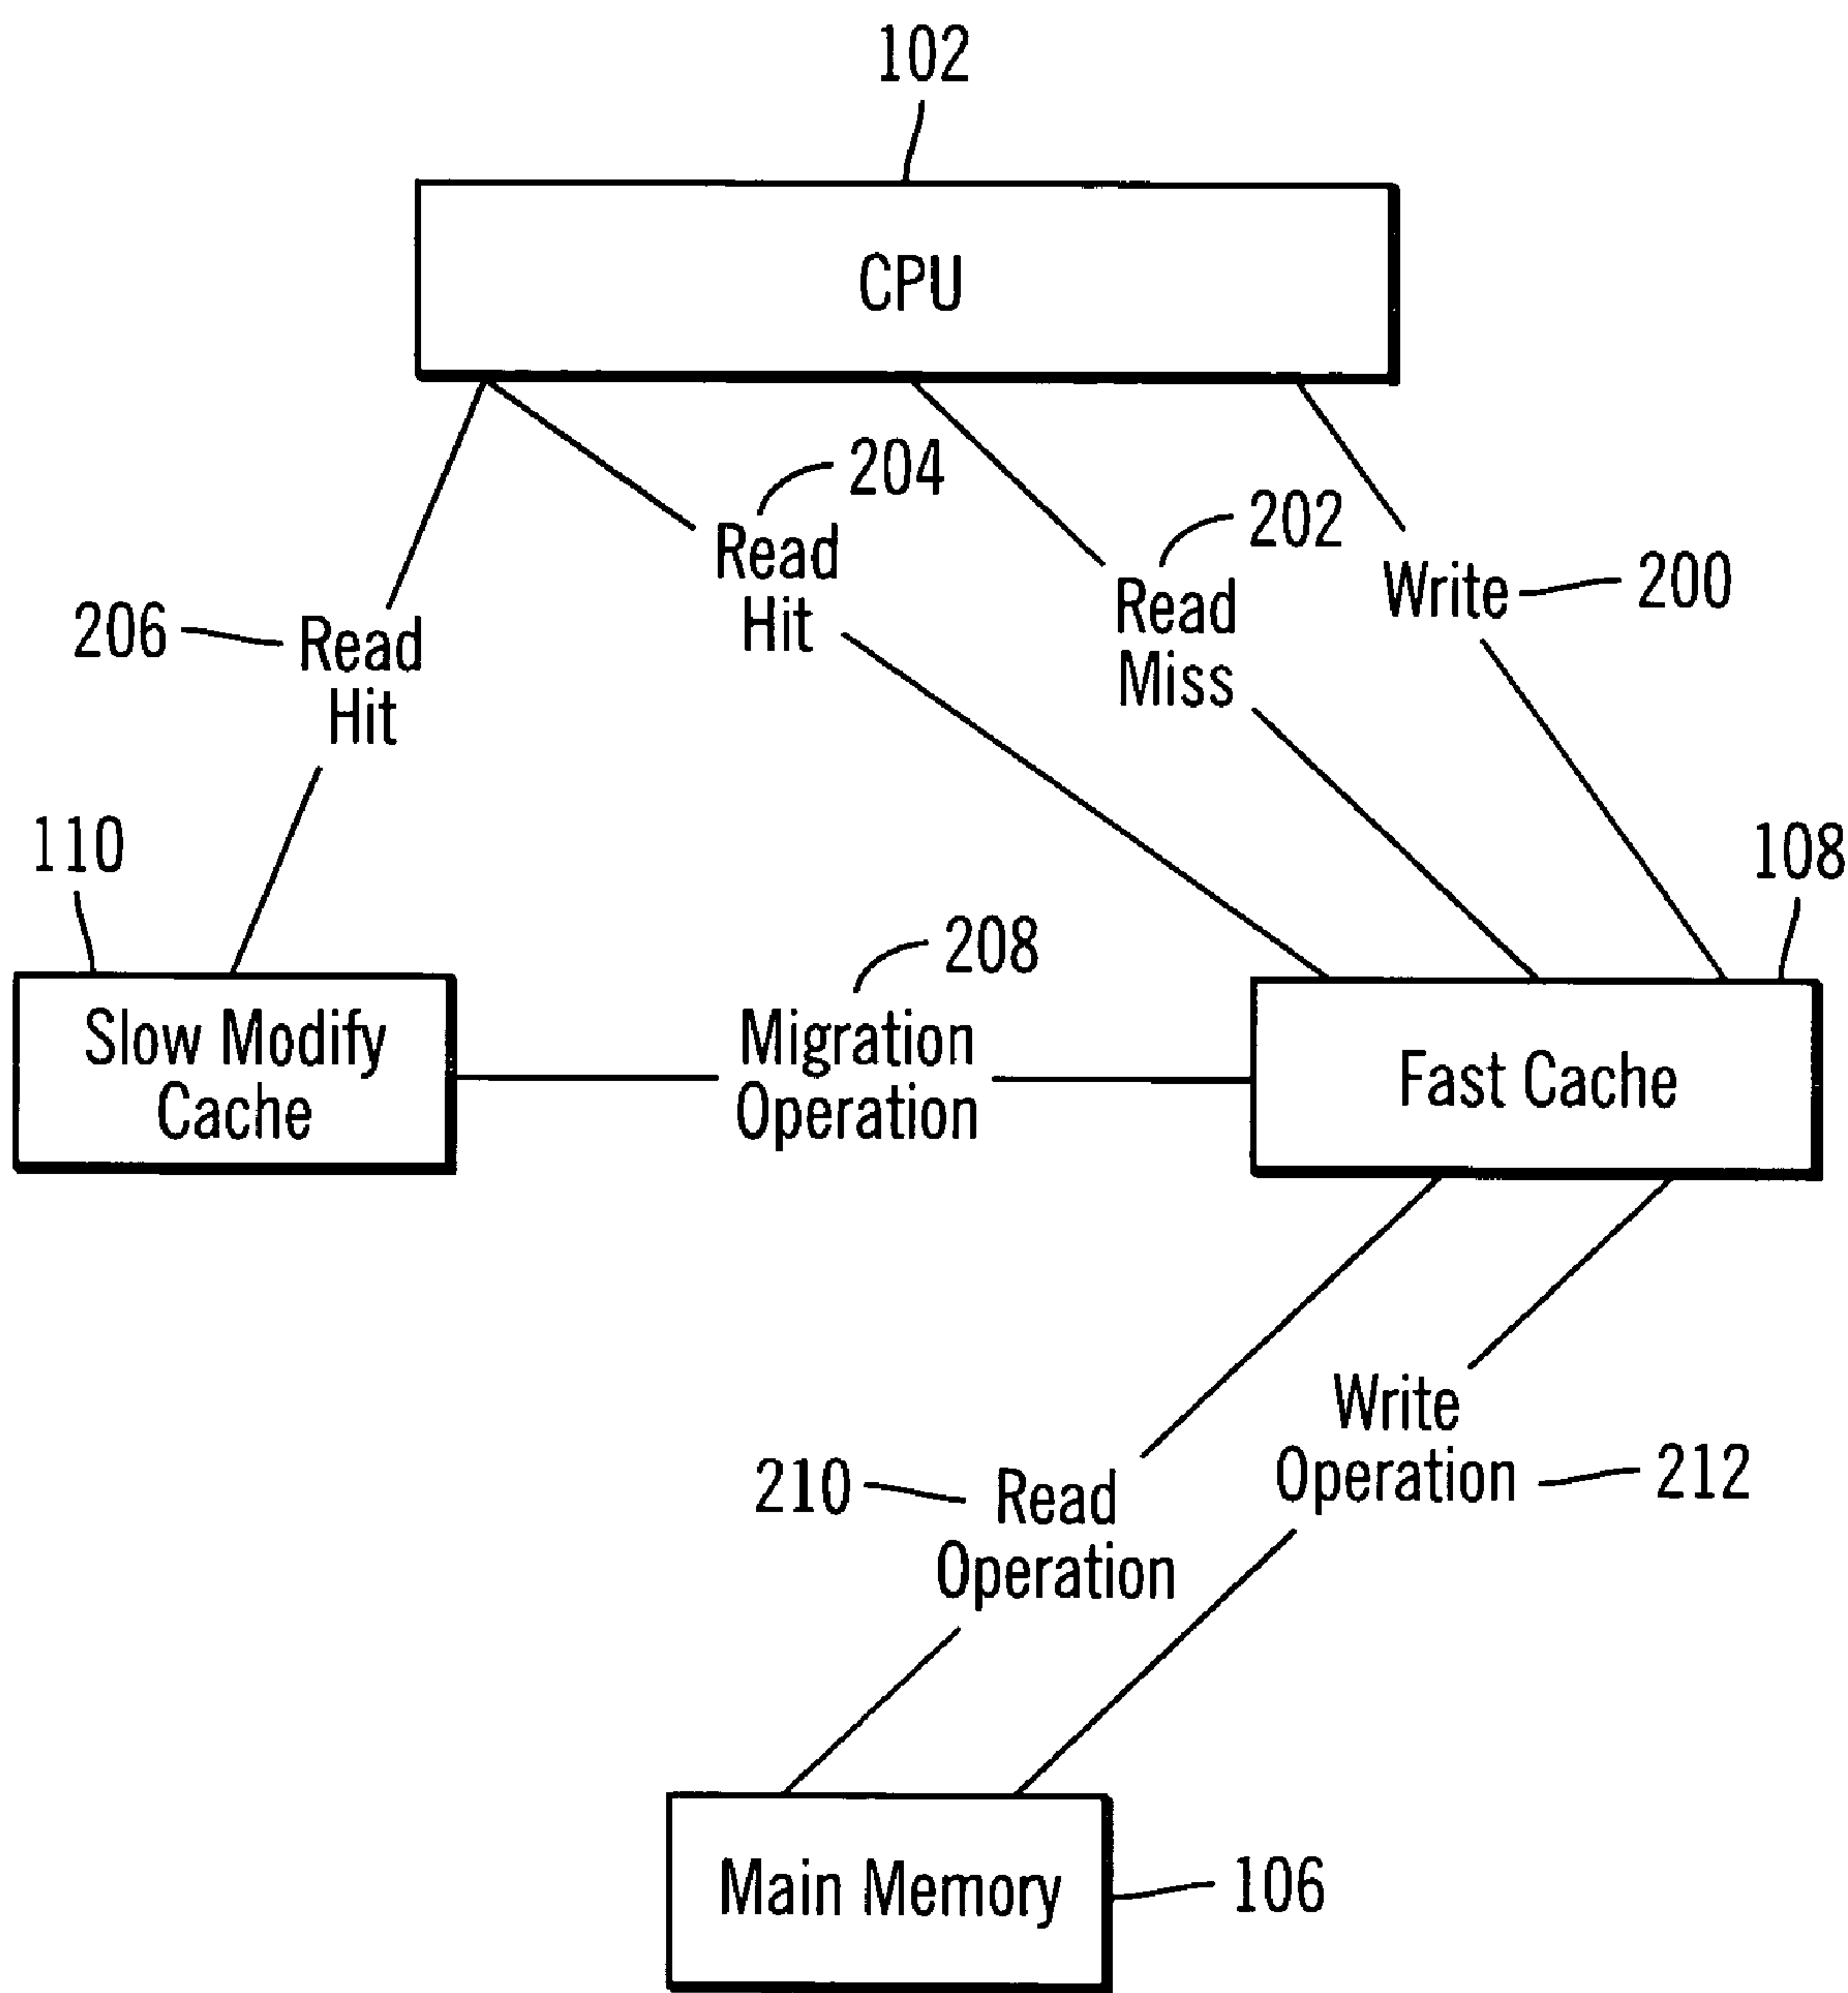 102
CPU
204
Read
Hit
202
Read
Miss
Write
200
206
Read
Hit
110
108
208
Slow Modify
Cache
Migration
Operation
Fast Cache
Write
Operation
212
210
Read
Operation
Main Memory
106